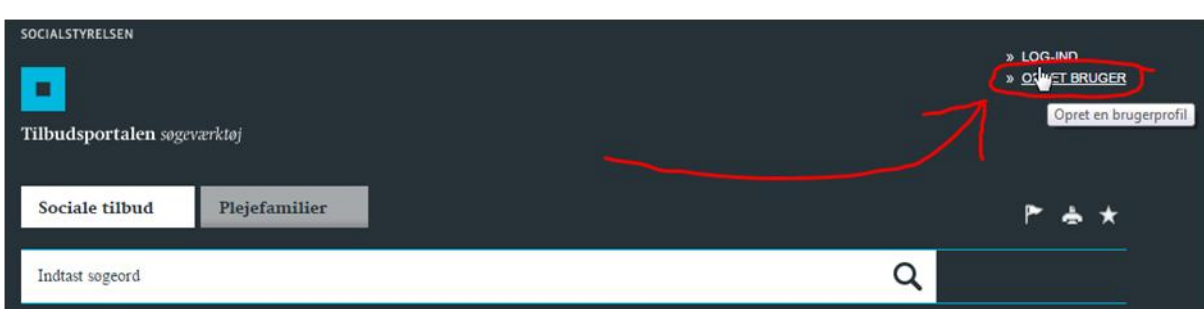 SOCIALSTYRELSEN
» LOG-IND
» OPRET BRUGER
Opret en brugerprofil
Tilbudsportalen søgeværktøj
Sociale tilbud
Plejefamilier
Indtast søgeord